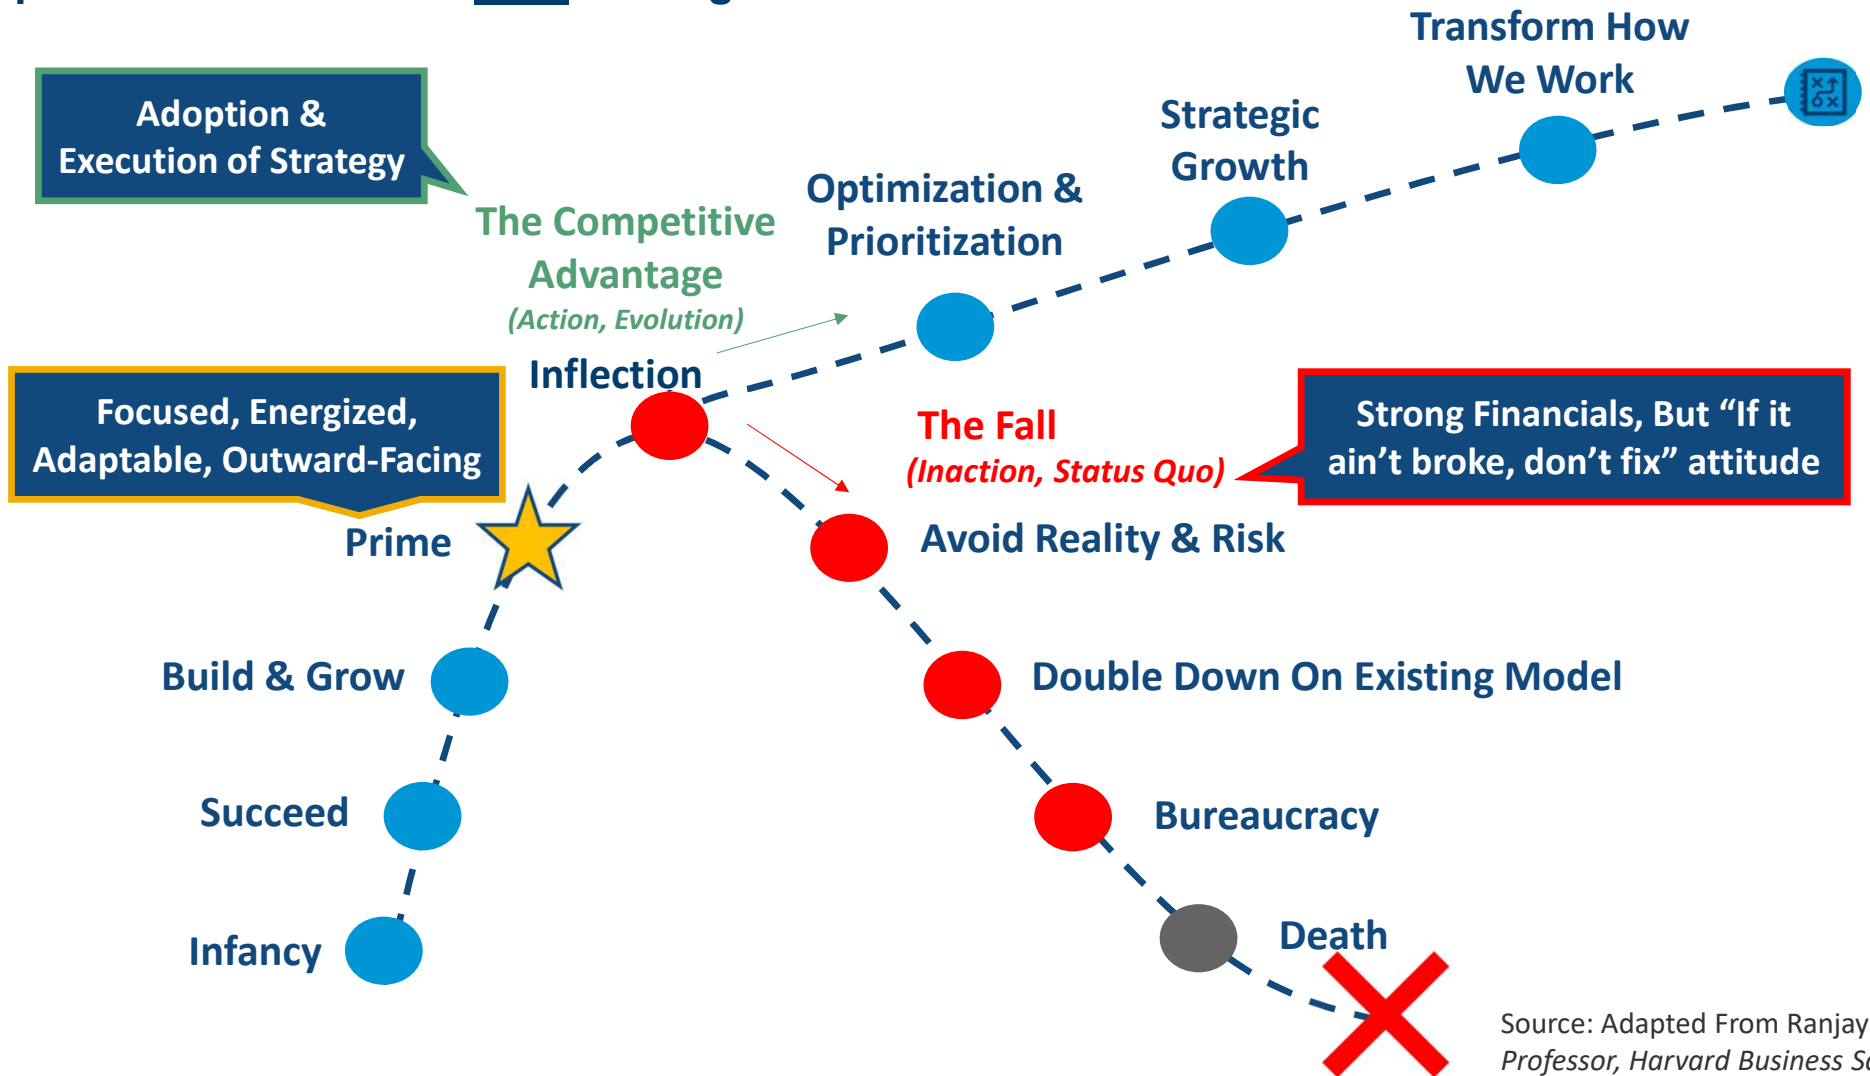 Transform How
We Work
Adoption &
Execution of Strategy
Strategic
Growth
Optimization &
Prioritization
The Competitive
Advantage
(Action, Evolution)
Inflection
Focused, Energized,
Adaptable, Outward-Facing
The Fall
(Inaction, Status Quo)
Strong Financials, But “If it
ain’t broke, don’t fix” attitude
Prime
Avoid Reality & Risk
Build & Grow
Double Down On Existing Model
Succeed
Bureaucracy
Infancy
Death
Source: Adapted From Ranjay
Professor, Harvard Business